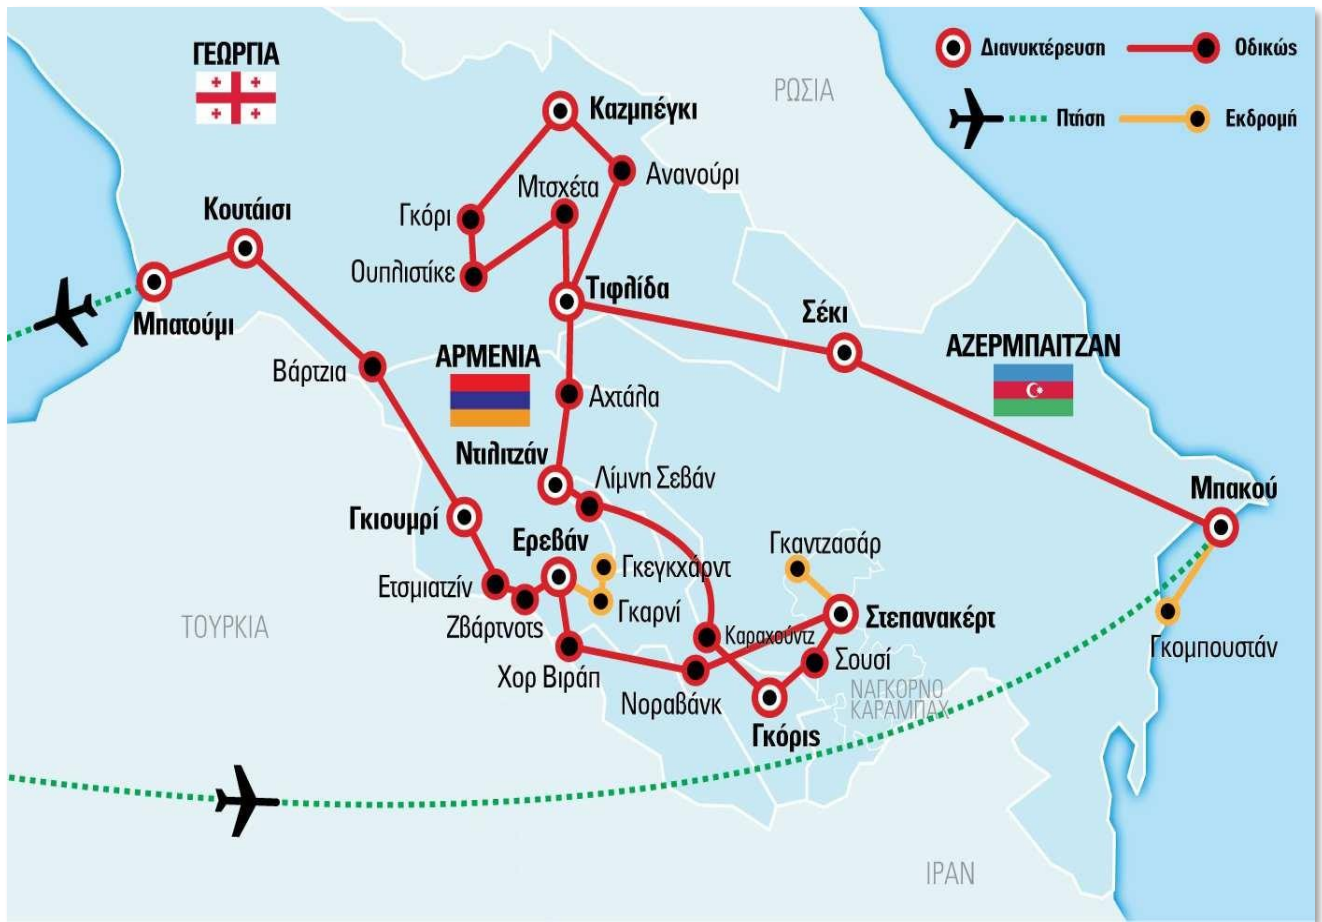 ΓΕΩΡΓΙΑ
ΡΩΣΙΑ
Διανυκτέρευση
Οδικώς
Πτήση
Εκδρομή
Καζμπέγκι
Ανανούρι
Μτσχέτα
Γκόρι
Ουπλιστίκε
Κουτάισι
Μπατούμι
Τιφλίδα
Σέκι
Βάρτζια
ΑΡΜΕΝΙΑ
ΑΖΕΡΜΠΑΙΤΖΑΝ
Αχτάλα
Ντιλιτζάν
Λίμνη Σεβάν
Μπακού
Γκιουμρί
Ερεβάν
Γκεγκχάρντ
Γκαντζασάρ
Ετσμιατζίν
Γκαρνί
Στεπανακέρτ
ΤΟΥΡΚΙΑ
Ζβάρτνοτς
Καραχούντζ
Γκομπουστάν
Χορ Βιράπ
Σουσί
Νοραβάνκ
ΝΑΓΚΟΡΝΟ
ΚΑΡΑΜΠΑΧ
Γκόρις
ΙΡΑΝ